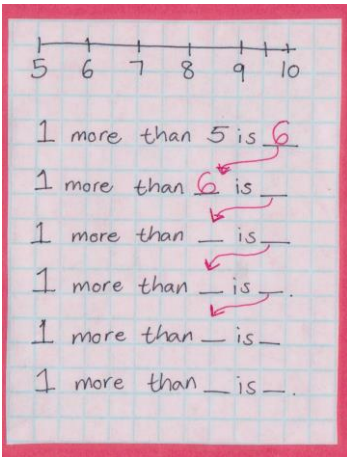 5 6 7 8 9 10
1 more than 5 is 6
1 more than 6 is __
1 more than __ is __
1 more than __ is __.
1 more than __ is __
1 more than __ is __.